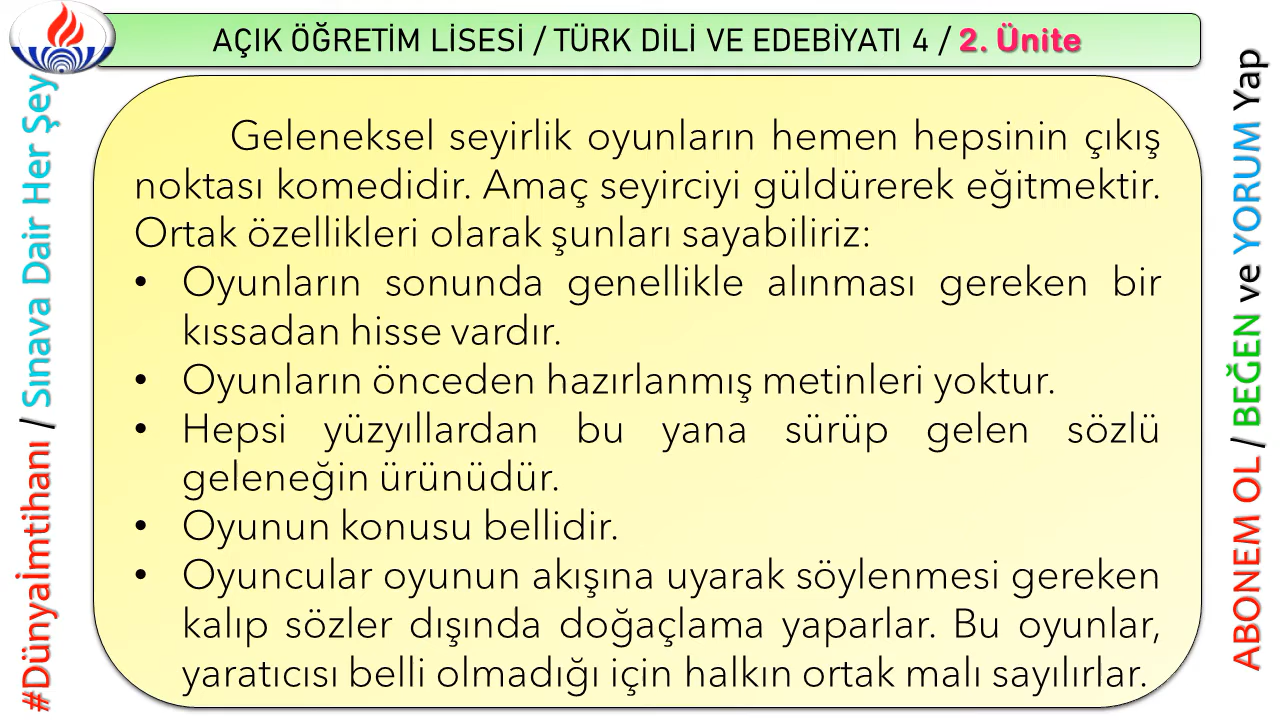 AÇIK ÖĞRETİM LİSESİ / TÜRK DİLİ VE EDEBİYATI 4 / 2. Ünite
#Dünyaİmtihanı / Sınava Dair Her Şey
Geleneksel seyirlik oyunların hemen hepsinin çıkış
noktası komedidir. Amaç seyirciyi güldürerek eğitmektir.
Ortak özellikleri olarak şunları sayabiliriz:
• Oyunların sonunda genellikle alınması gereken bir
kıssadan hisse vardır.
• Oyunların önceden hazırlanmış metinleri yoktur.
• Hepsi yüzyıllardan bu yana sürüp gelen sözlü
geleneğin ürünüdür.
• Oyunun konusu bellidir.
• Oyuncular oyunun akışına uyarak söylenmesi gereken
kalıp sözler dışında doğaçlama yaparlar. Bu oyunlar,
yaratıcısı belli olmadığı için halkın ortak malı sayılırlar.
ABONEM OL / BEĞEN ve YORUM Yap